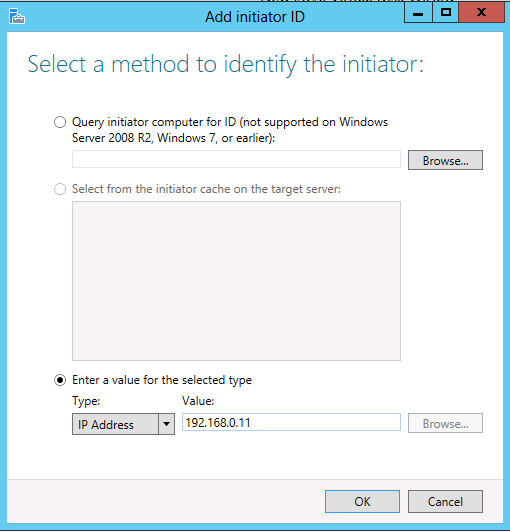 Add initiator ID
Select a method to identify the initiator:
Query initiator computer for ID (not supported on Windows
Server 2008 R2, Windows 7, or earlier):
Browse...
Select from the initiator cache on the target server:
Enter a value for the selected type
Type: Value:
IP Address 192.168.0.11 Browse...
OK Cancel